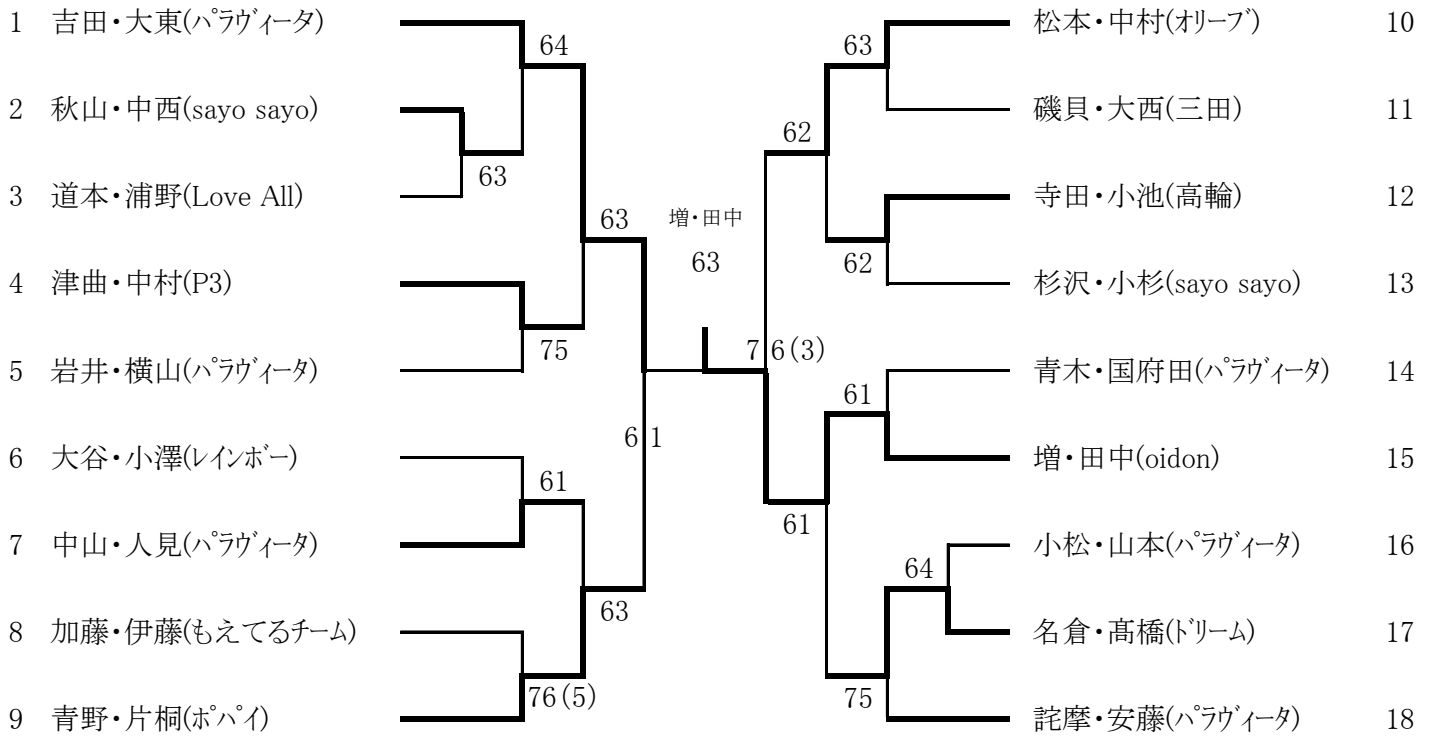 1 吉田・大東(パラヴィータ)
64
63
松本・中村(オリーブ) 10
2 秋山・中西(sayo sayo)
磯貝・大西(三田) 11
62
63
3 道本・浦野(Love All)
寺田・小池(高輪) 12
63
増・田中
63
62
4 津曲・中村(P3)
杉沢・小杉(sayo sayo) 13
75
7 6(3)
5 岩井・横山(パラヴィータ)
青木・国府田(パラヴィータ) 14
61
6 1
6 大谷・小澤(レインボー)
増・田中(oidon) 15
61
61
7 中山・人見(パラヴィータ)
小松・山本(パラヴィータ) 16
64
63
8 加藤・伊藤(もえてるチーム)
名倉・髙橋(ドリーム) 17
76(5)
75
9 青野・片桐(ポパイ)
詫摩・安藤(パラヴィータ) 18